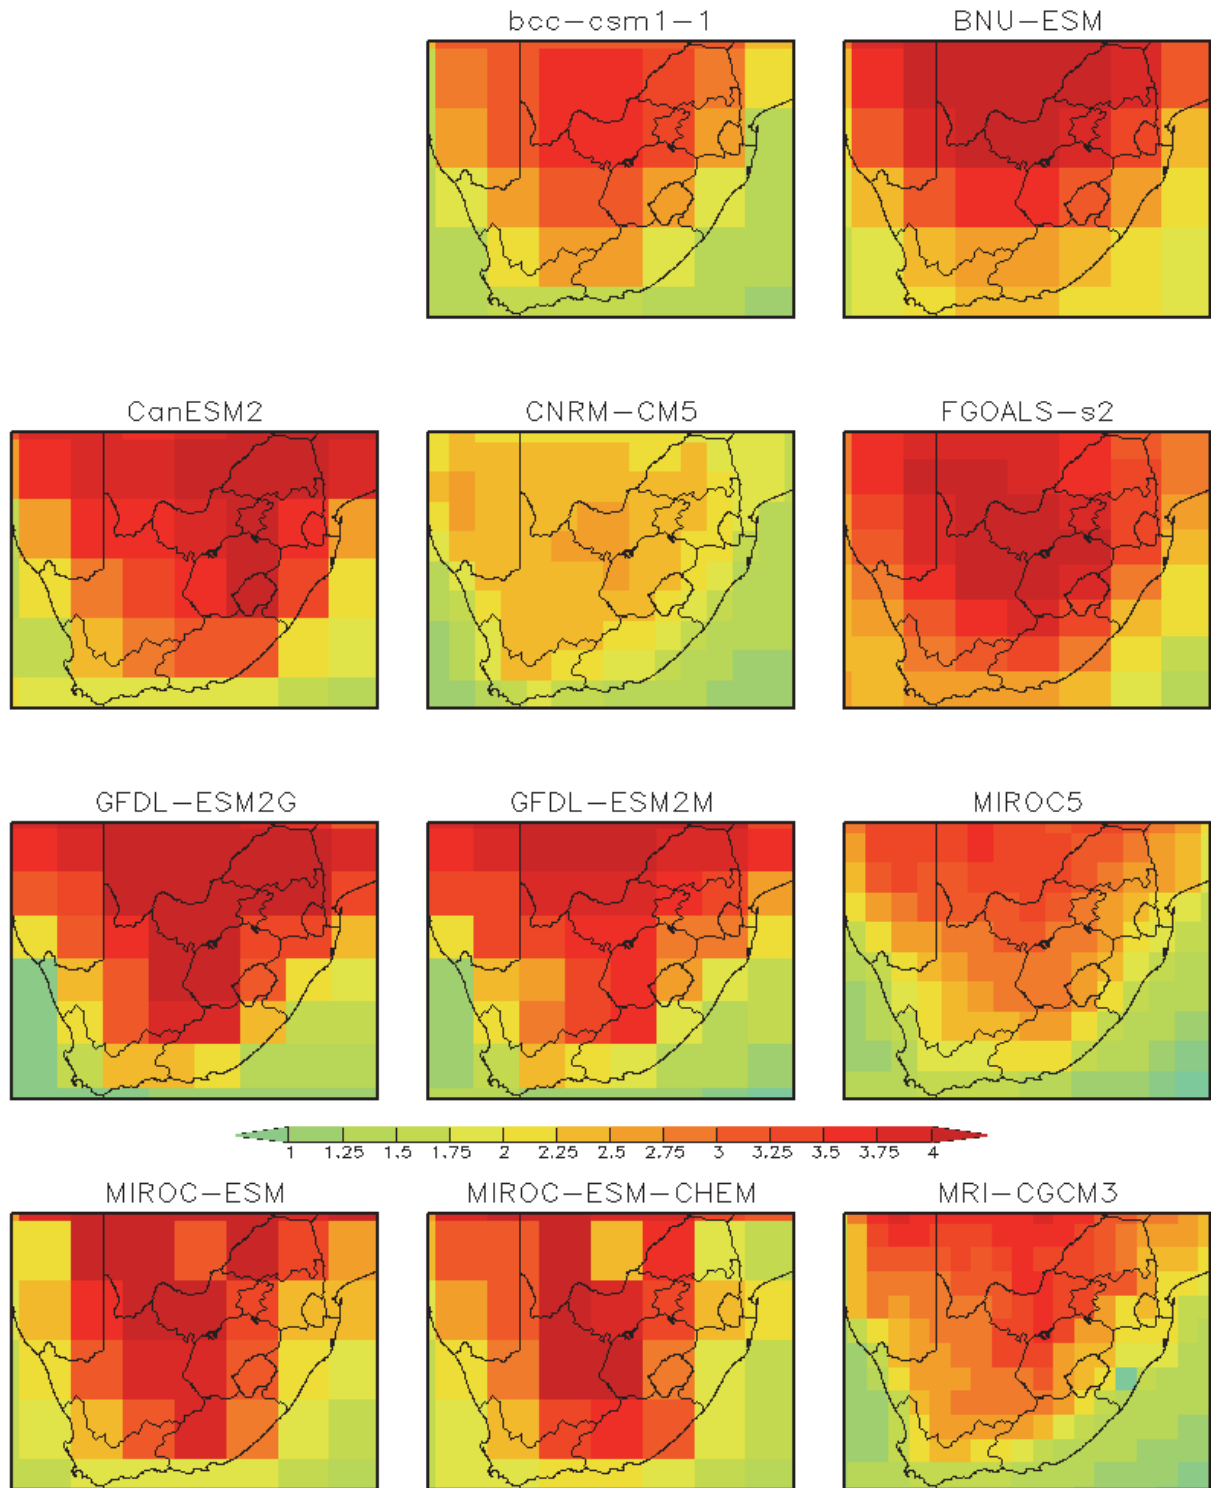 bcc-csm1-1
BNU-ESM
CanESM2
CNRM-CM5
FGOALS-s2
GFDL-ESM2G
GFDL-ESM2M
MIROC5
1 1.25 1.5 1.75 2 2.25 2.5 2.75 3 3.25 3.5 3.75 4
MIROC-ESM
MIROC-ESM-CHEM
MRI-CGCM3